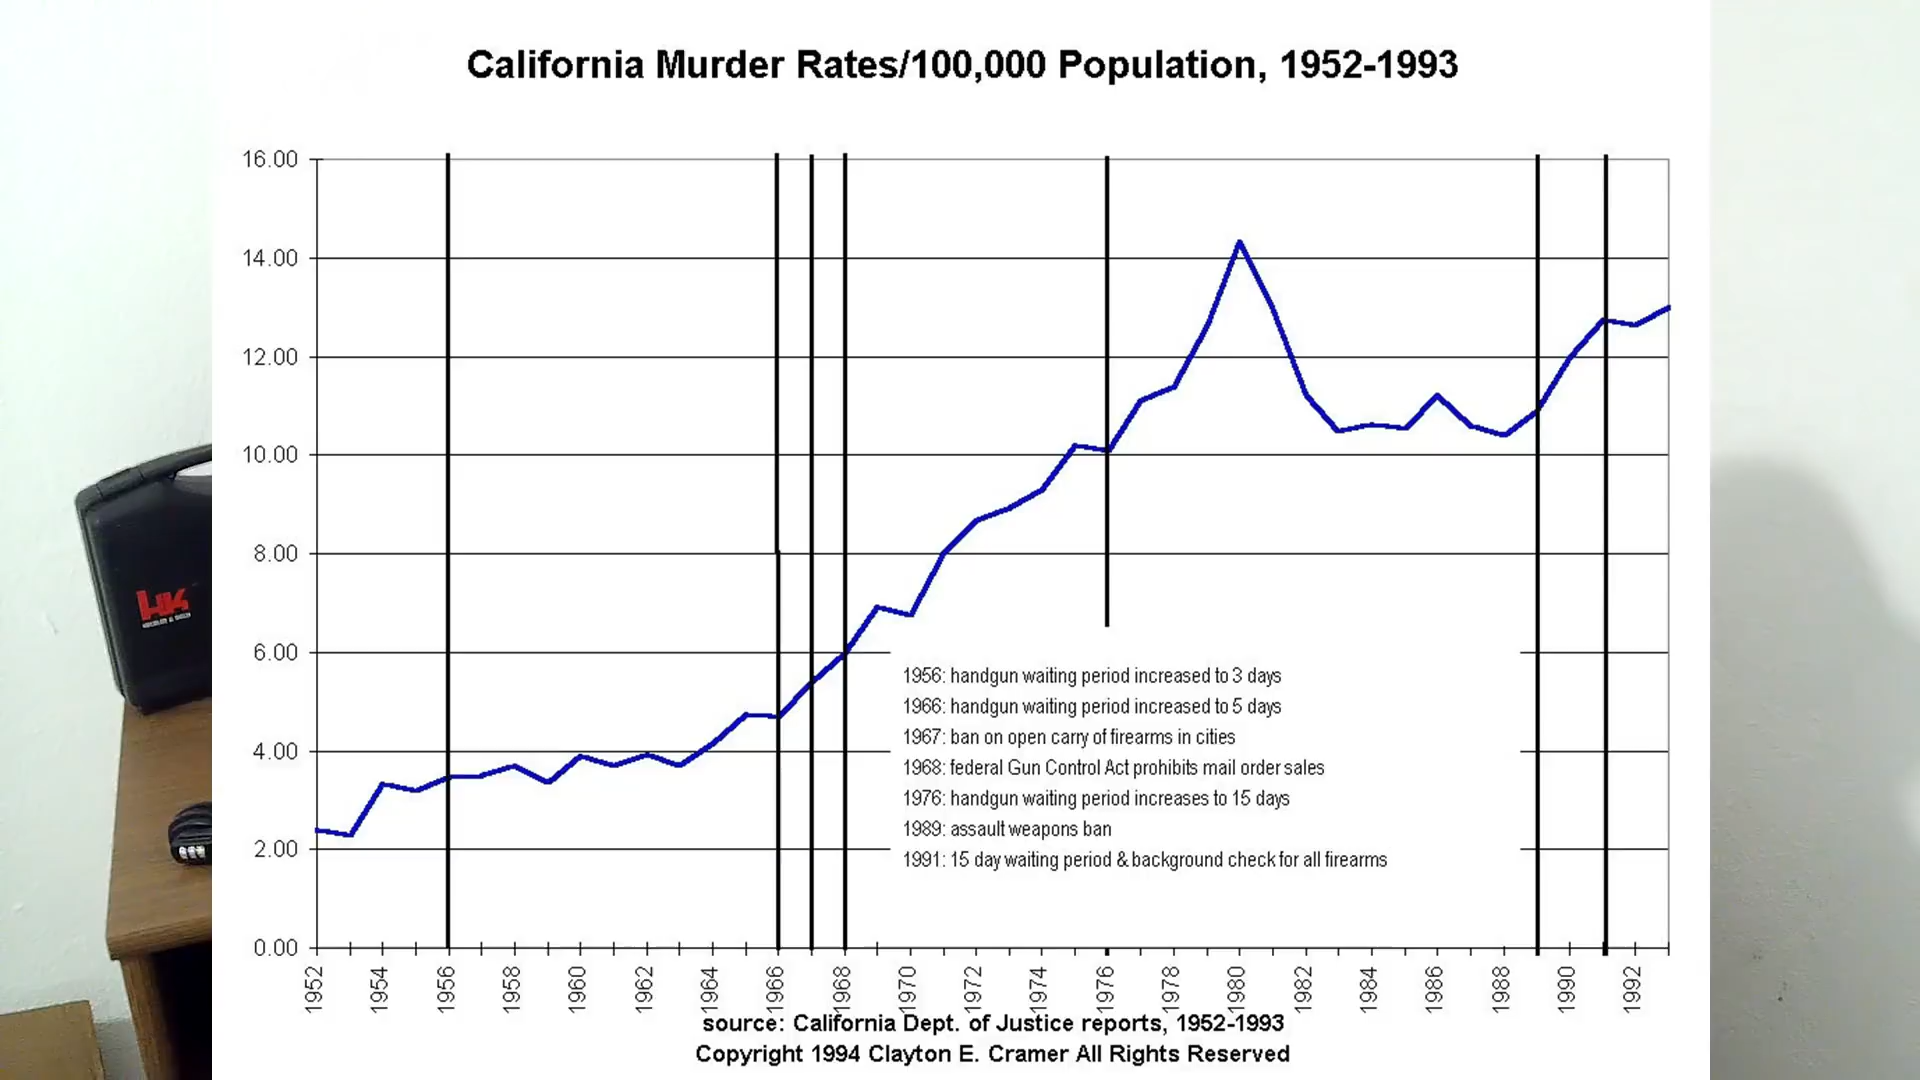 California Murder Rates/100,000 Population, 1952-1993
16.00
14.00
12.00
10.00
8.00
6.00
4.00
2.00
0.00
1956: handgun waiting period increased to 3 days
1966: handgun waiting period increased to 5 days
1967: ban on open carry of firearms in cities
1968: federal Gun Control Act prohibits mail order sales
1976: handgun waiting period increases to 15 days
1989: assault weapons ban
1991: 15 day waiting period & background check for all firearms
1952 1954 1956 1958 1960 1962 1964 1966 1968 1970 1972 1974 1976 1978 1980 1982 1984 1986 1988 1990 1992
source: California Dept. of Justice reports, 1952-1993
Copyright 1994 Clayton E. Cramer All Rights Reserved
HK